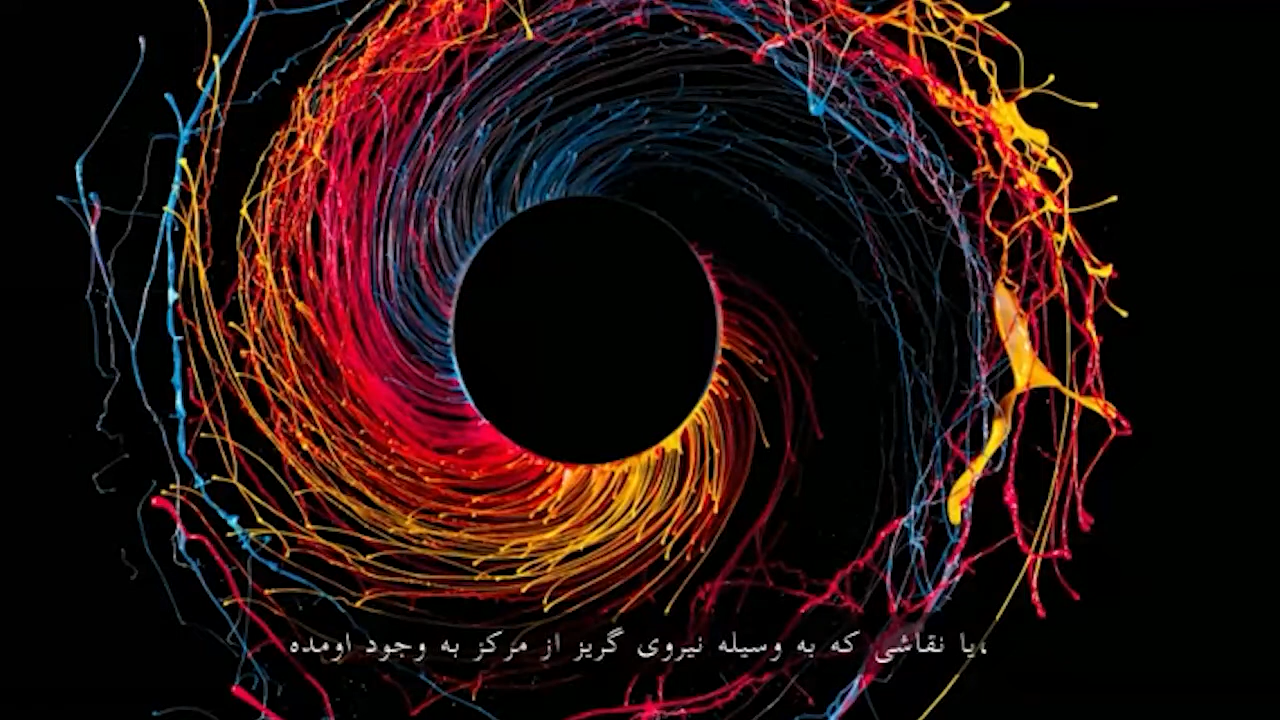 ،یا نقاشی که به وسیله نیروی گریز از مرکز به وجود اومده